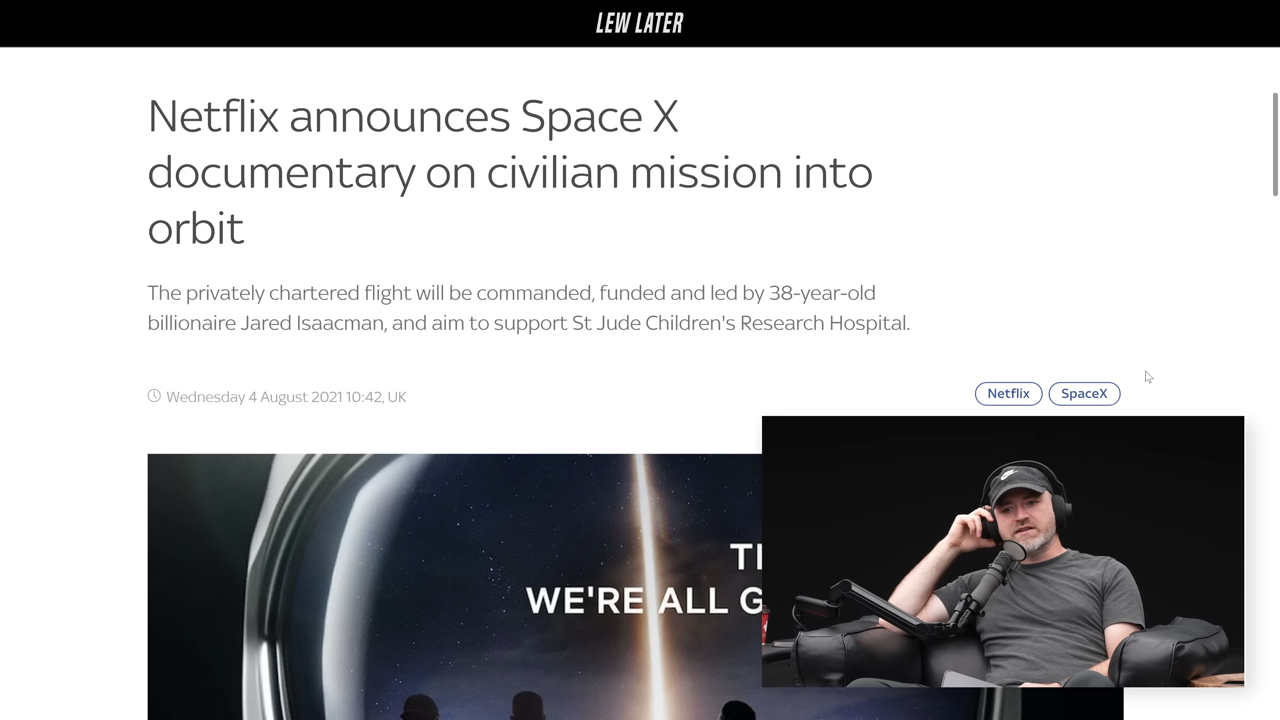 LEW LATER
Netflix announces Space X
documentary on civilian mission into
orbit
The privately chartered flight will be commanded, funded and led by 38-year-old
billionaire Jared Isaacman, and aim to support St Jude Children's Research Hospital.
Wednesday 4 August 2021 10:42, UK
Netflix
SpaceX
WE'RE ALL G